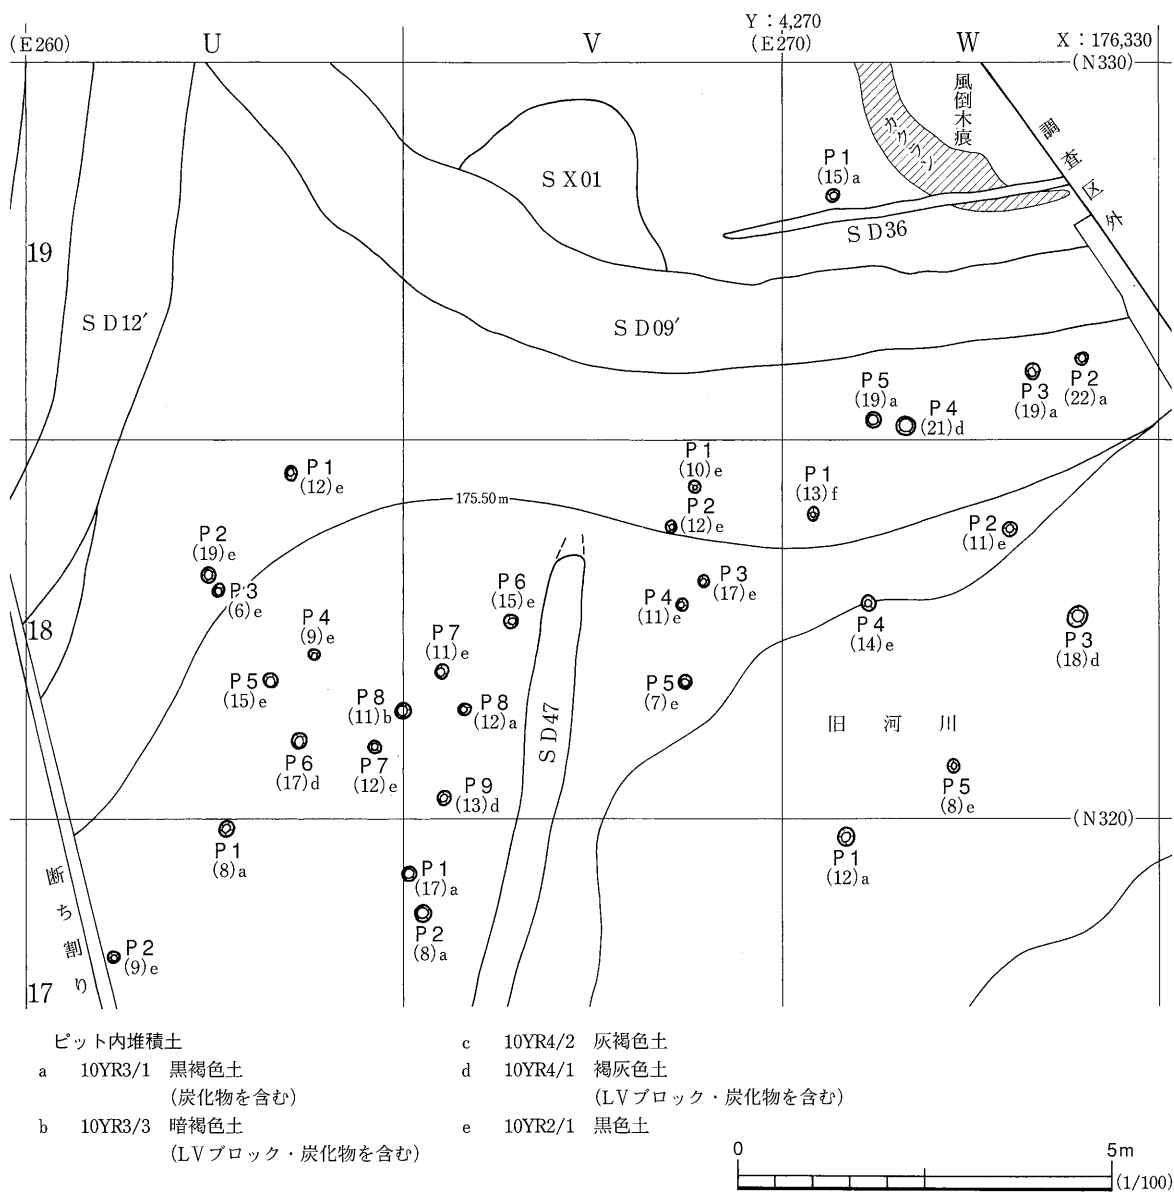 Y：4,270
(E260)
U
V
(E270)
W
X：176,330
(N330)
風倒木痕
カクラン
調査区外
P1
(15)a
SX01
SD36
19
SD12′
SD09′
P5
(19)a
P4
(21)d
P3
(19)a
P2
(22)a
P1
(12)e
P1
(10)e
P1
(13)f
175.50m
P2
(12)e
P2
(11)e
P2
(19)e
P3
(6)e
P6
(15)e
P3
(17)e
P4
(11)e
P4
(14)e
18
P4
(9)e
P7
(11)e
P3
(18)d
P5
(15)e
P8
(11)b
P8
(12)a
P5
(7)e
SD47
旧河川
P6
(17)d
P7
(12)e
P9
(13)d
P5
(8)e
(N320)
P1
(8)a
P1
(17)a
P1
(12)a
断ち割り
P2
(8)a
P2
(9)e
17
ピット内堆積土
a 10YR3/1 黒褐色土
(炭化物を含む)
b 10YR3/3 暗褐色土
(LVブロック・炭化物を含む)
c 10YR4/2 灰褐色土
d 10YR4/1 褐灰色土
(LVブロック・炭化物を含む)
e 10YR2/1 黒色土
0 5m
(1/100)